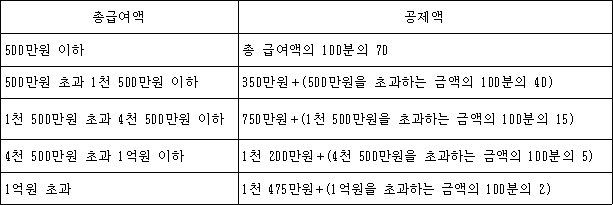 총급여액 공제액
500만원 이하 총 급여액의 100분의 70
500만원 초과 1천 500만원 이하 350만원+(500만원을 초과하는 금액의 100분의 40)
1천 500만원 초과 4천 500만원 이하 750만원+(1천 500만원을 초과하는 금액의 100분의 15)
4천 500만원 초과 1억원 이하 1천 200만원+(4천 500만원을 초과하는 금액의 100분의 5)
1억원 초과 1천 475만원+(1억원을 초과하는 금액의 100분의 2)